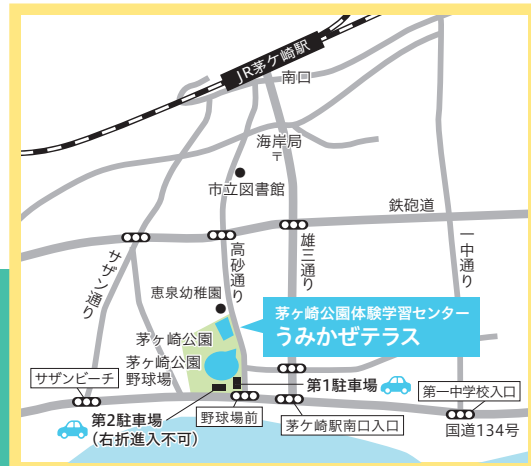 JR茅ケ崎駅
南口
海岸局
〒
市立図書館
鉄砲道
サザン通り
高砂通り
雄三通り
一中通り
恵泉幼稚園
茅ヶ崎公園体験学習センター
うみかぜテラス
茅ヶ崎公園
茅ヶ崎公園
野球場
サザンビーチ
第1駐車場
第一中学校入口
第2駐車場
(右折進入不可)
野球場前
茅ケ崎駅南口入口
国道134号